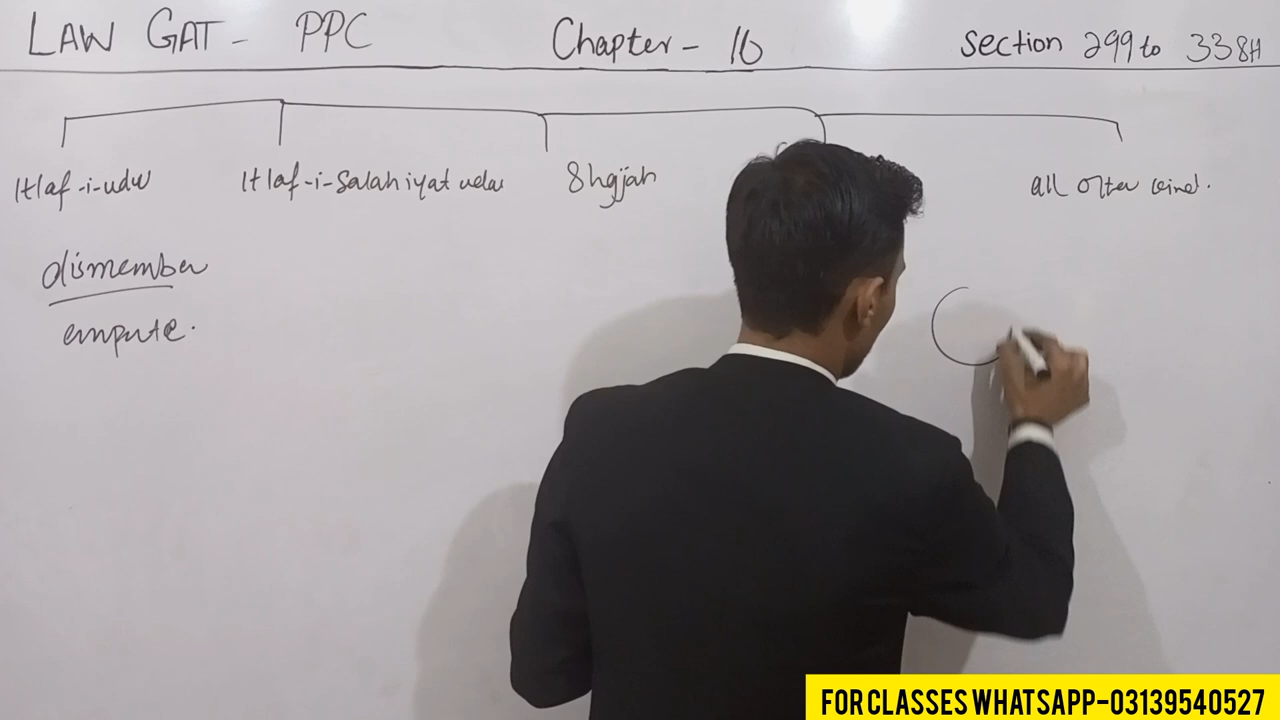 LAW GAT - PPC Chapter - 16 Section 299 to 338H
Itlaf-i-udw Itlaf-i-Salahiyat udw Shajjah all other kind.
dismember
emputee.
FOR CLASSES WHATSAPP-03139540527